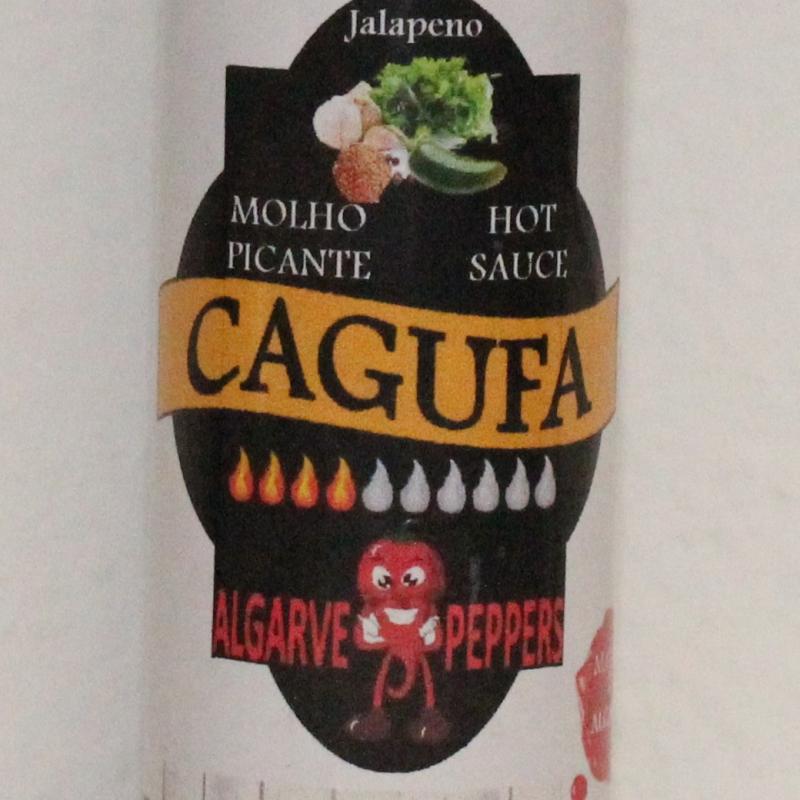 Jalapeno
MOLHO PICANTE
HOT SAUCE
CAGUFA
ALGARVE PEPPERS